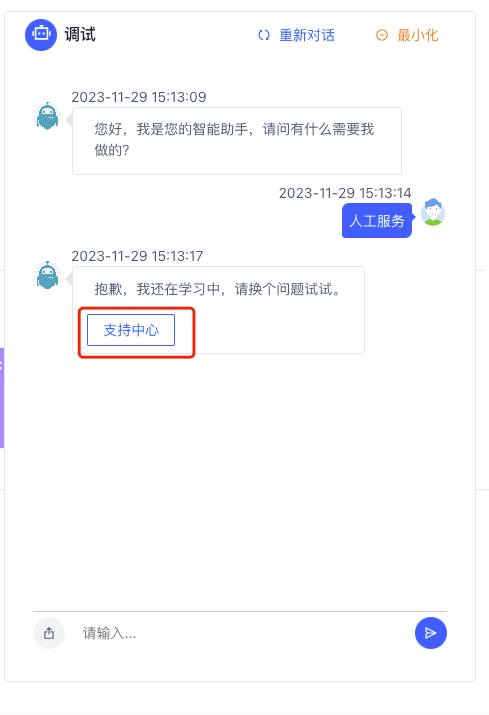 调试
重新对话
最小化
2023-11-29 15:13:09
您好，我是您的智能助手，请问有什么需要我
做的？
2023-11-29 15:13:14
人工服务
2023-11-29 15:13:17
抱歉，我还在学习中，请换个问题试试。
支持中心
请输入...